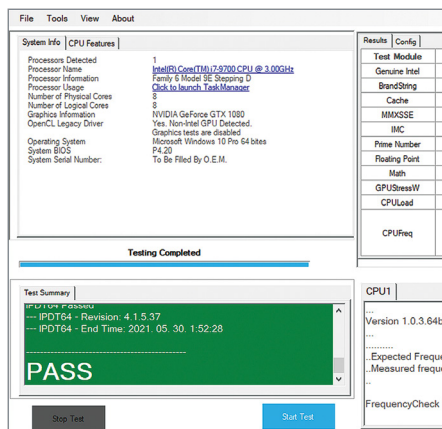 File Tools View About
System Info CPU Features
Processors Detected 1
Processor Name Intel(R) Core(TM) i7-9700 CPU @ 3.00GHz
Processor Information Family 6 Model 9E Stepping D
Processor Usage Click to launch TaskManager
Number of Physical Cores 8
Number of Logical Cores 8
Graphics Information NVIDIA GeForce GTX 1080
OpenCL Legacy Driver Yes. Non-Intel GPU Detected.
Graphics tests are disabled
Operating System Microsoft Windows 10 Pro 64 bites
System BIOS P4.20
System Serial Number: To Be Filled By O.E.M.
Results Config
Test Module
Genuine Intel
BrandString
Cache
MMXSSE
IMC
Prime Number
Floating Point
Math
GPUStressW
CPULoad
CPUFreq
Testing Completed
Test Summary
IPDT64 Passed
--- IPDT64 - Revision: 4.1.5.37
--- IPDT64 - End Time: 2021. 05. 30. 1:52:28
----------------------------------------
PASS
Stop Test Start Test
CPU1
...
Version 1.0.3.64b
...
..........
..Expected Freque
..Measured freque
..
FrequencyCheck